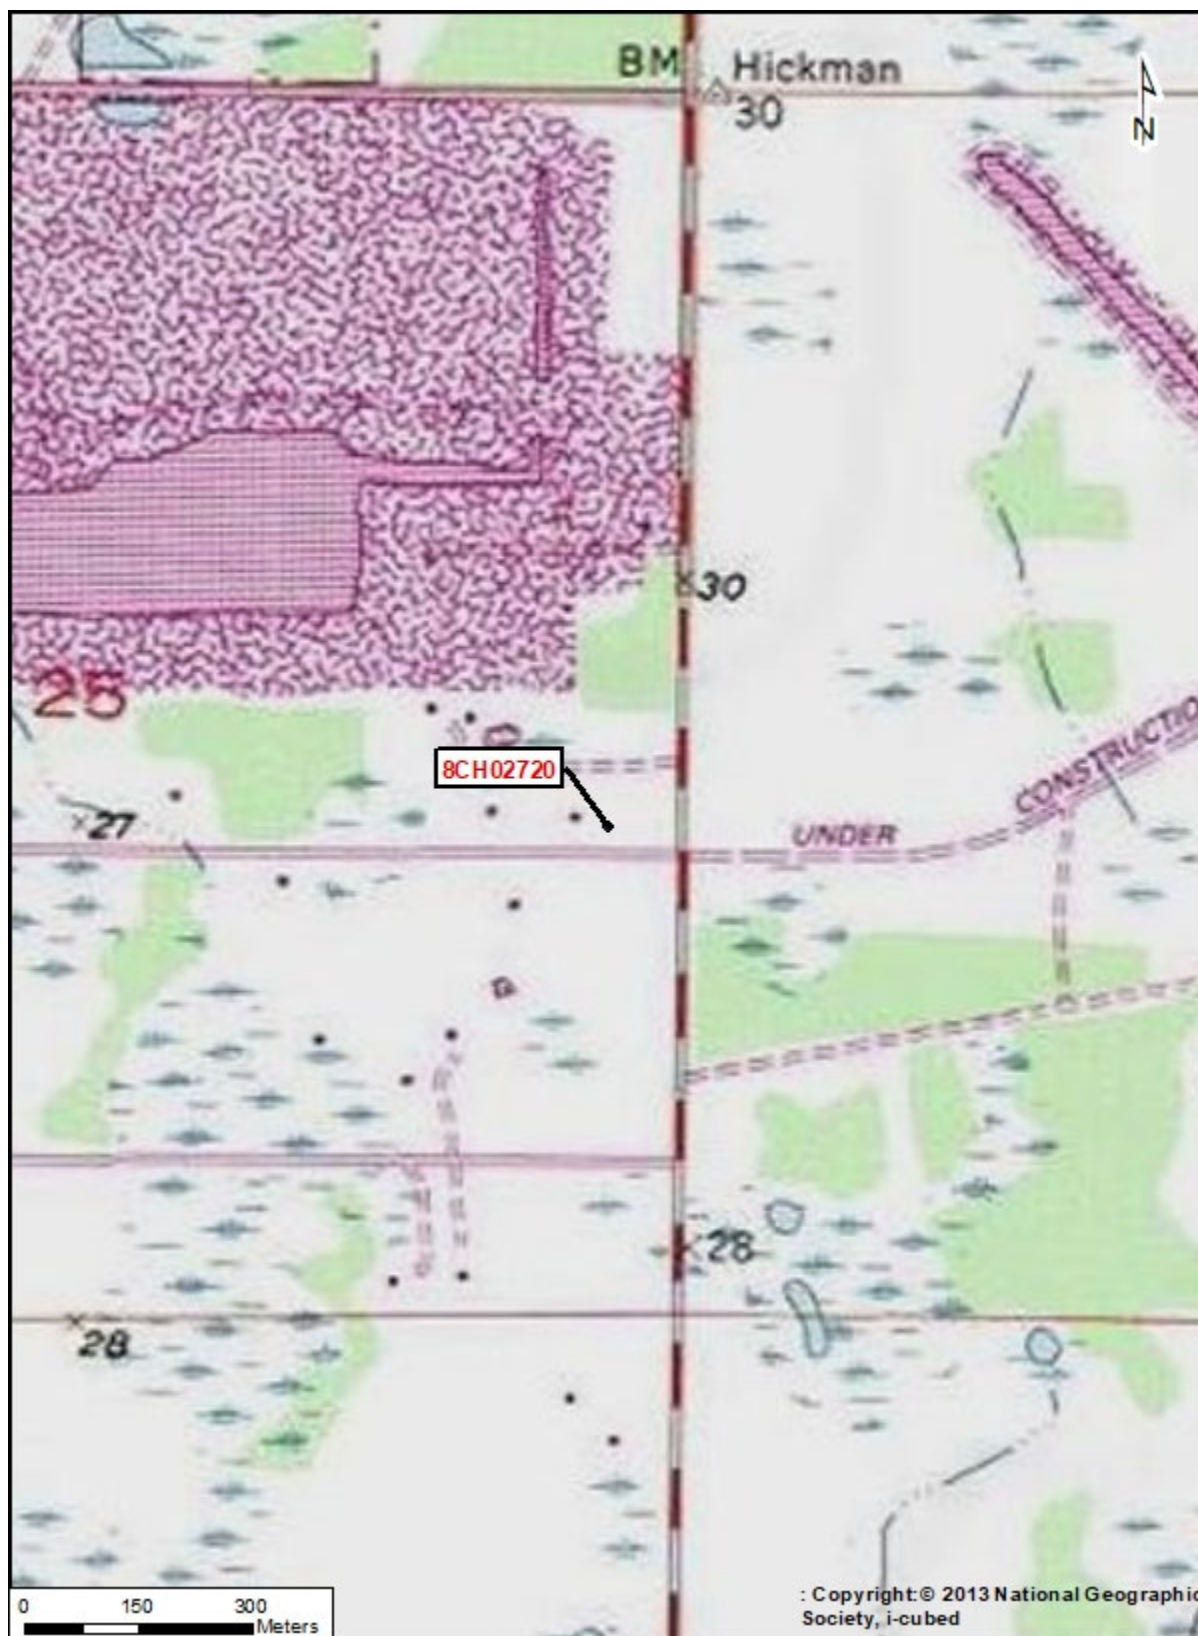 BM Hickman
30
N
30
25
8CH02720
CONSTRUCTIO
27
UNDER
28
28
0 150 300
Meters
: Copyright:© 2013 National Geographic
Society, i-cubed